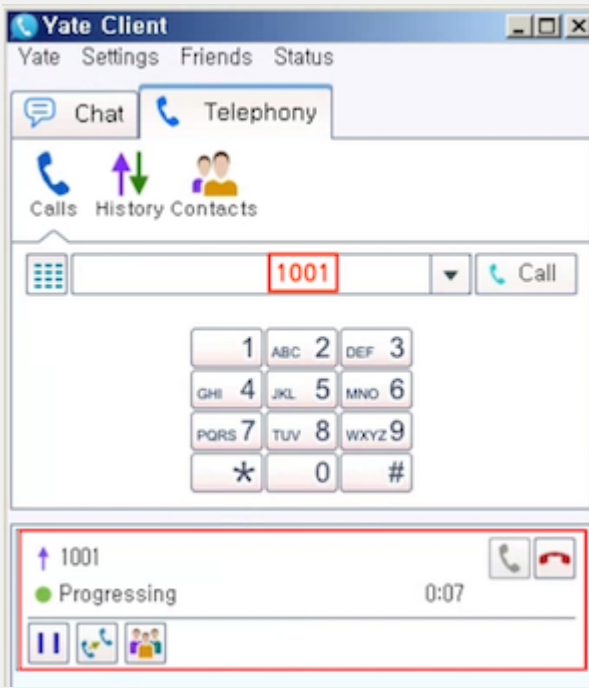 Yate Client
Yate Settings Friends Status
Chat Telephony
Calls History Contacts
1001 Call
1 ABC 2 DEF 3
GHI 4 JKL 5 MNO 6
PQRS 7 TUV 8 WXYZ 9
* 0 #
1001
Progressing 0:07